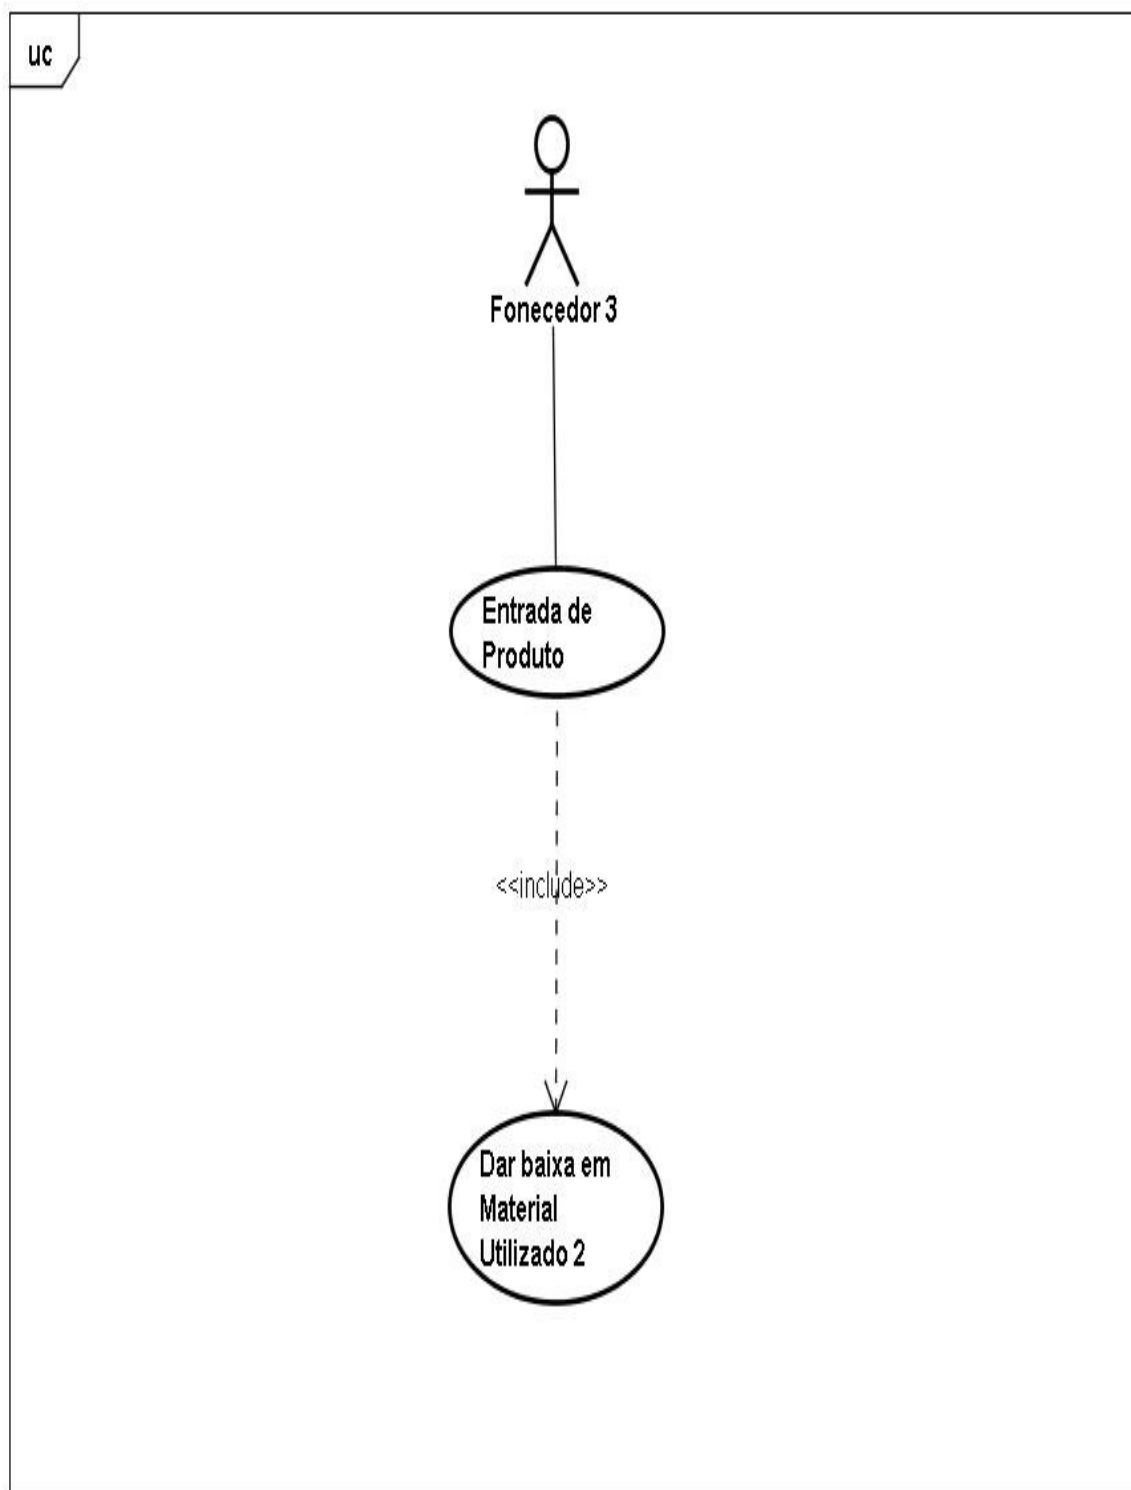 uc
Fonecedor 3
Entrada de
Produto
<<include>>
Dar baixa em
Material
Utilizado 2